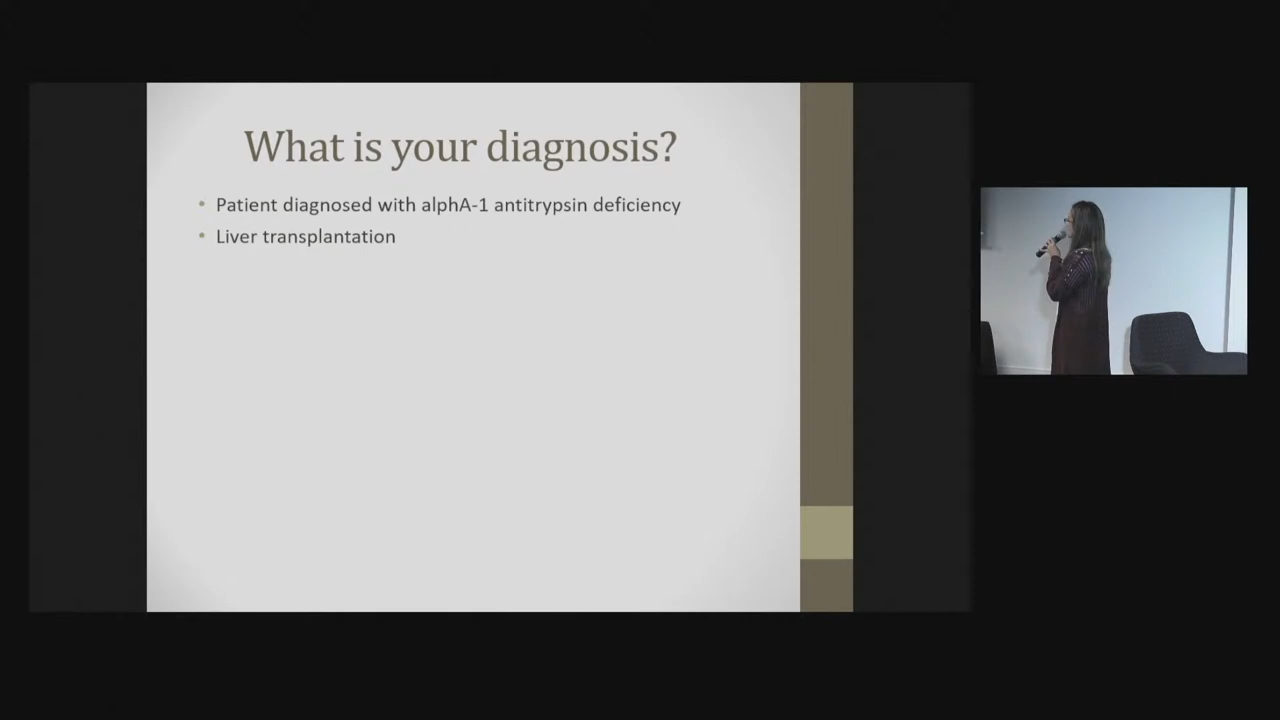 What is your diagnosis?
• Patient diagnosed with alphA-1 antitrypsin deficiency
• Liver transplantation